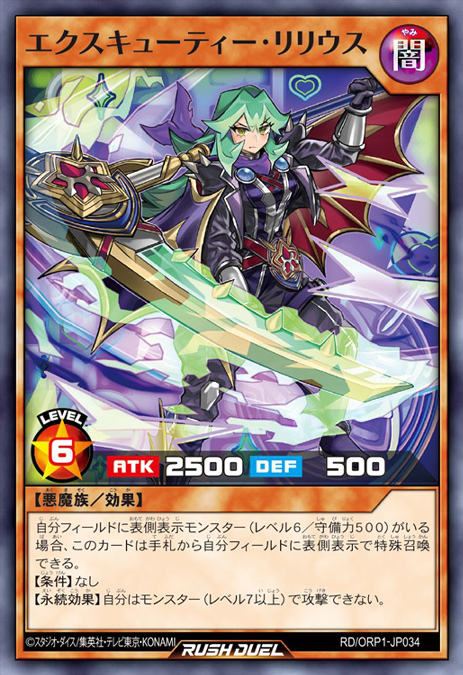 エクスキューティー・リリウス
やみ
闇
LEVEL
6
ATK 2500 DEF 500
【悪魔族／効果】
自分フィールドに表側表示モンスター（レベル6／守備力500）がいる
場合、このカードは手札から自分フィールドに表側表示で特殊召喚
できる。
【条件】なし
【永続効果】自分はモンスター（レベル7以上）で攻撃できない。
©スタジオ・ダイス/集英社・テレビ東京・KONAMI
RUSH DUEL
RD/ORP1-JP034